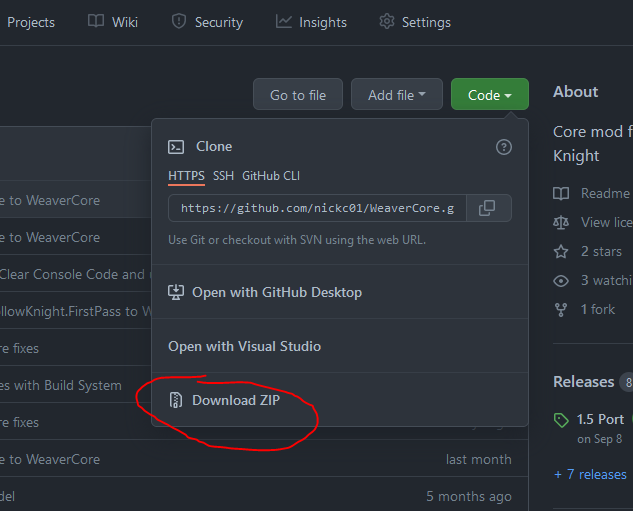 Projects Wiki Security Insights Settings
Go to file Add file Code
About
Core mod f
Knight
Clone
HTTPS SSH GitHub CLI
https://github.com/nickc01/WeaverCore.g
Use Git or checkout with SVN using the web URL.
Open with GitHub Desktop
Open with Visual Studio
Download ZIP
e to WeaverCore
e to WeaverCore
Clear Console Code and u
llowKnight.FirstPass to W
re fixes
es with Build System
re fixes
e to WeaverCore
last month
del
5 months ago
Readme
View lice
2 stars
3 watchi
1 fork
Releases 8
1.5 Port
on Sep 8
+ 7 releases